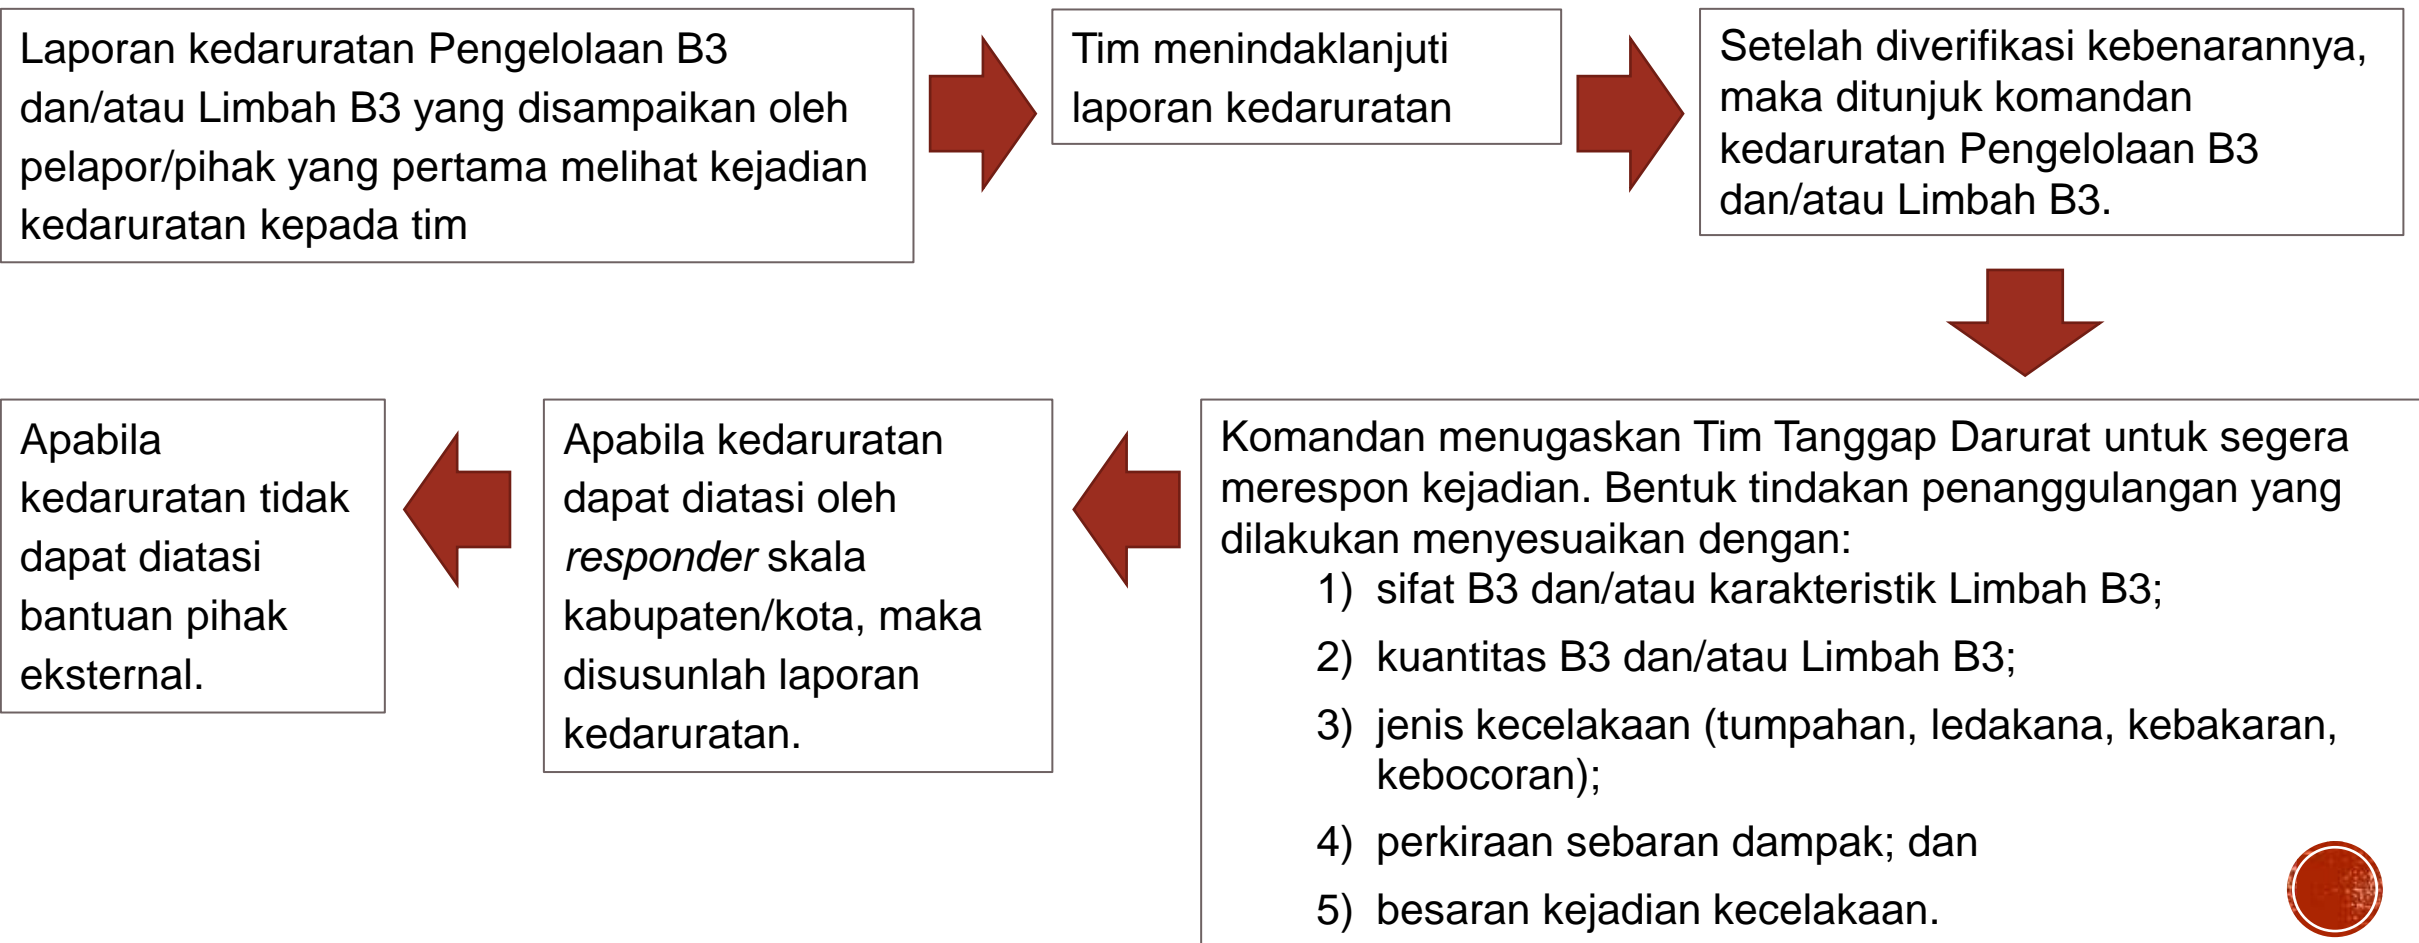 Laporan kedaruratan Pengelolaan B3
dan/atau Limbah B3 yang disampaikan oleh
pelapor/pihak yang pertama melihat kejadian
kedaruratan kepada tim
Tim menindaklanjuti
laporan kedaruratan
Setelah diverifikasi kebenarannya,
maka ditunjuk komandan
kedaruratan Pengelolaan B3
dan/atau Limbah B3.
Komandan menugaskan Tim Tanggap Darurat untuk segera
merespon kejadian. Bentuk tindakan penanggulangan yang
dilakukan menyesuaikan dengan:
1) sifat B3 dan/atau karakteristik Limbah B3;
2) kuantitas B3 dan/atau Limbah B3;
3) jenis kecelakaan (tumpahan, ledakana, kebakaran,
kebocoran);
4) perkiraan sebaran dampak; dan
5) besaran kejadian kecelakaan.
Apabila kedaruratan
dapat diatasi oleh
responder skala
kabupaten/kota, maka
disusunlah laporan
kedaruratan.
Apabila
kedaruratan tidak
dapat diatasi
bantuan pihak
eksternal.